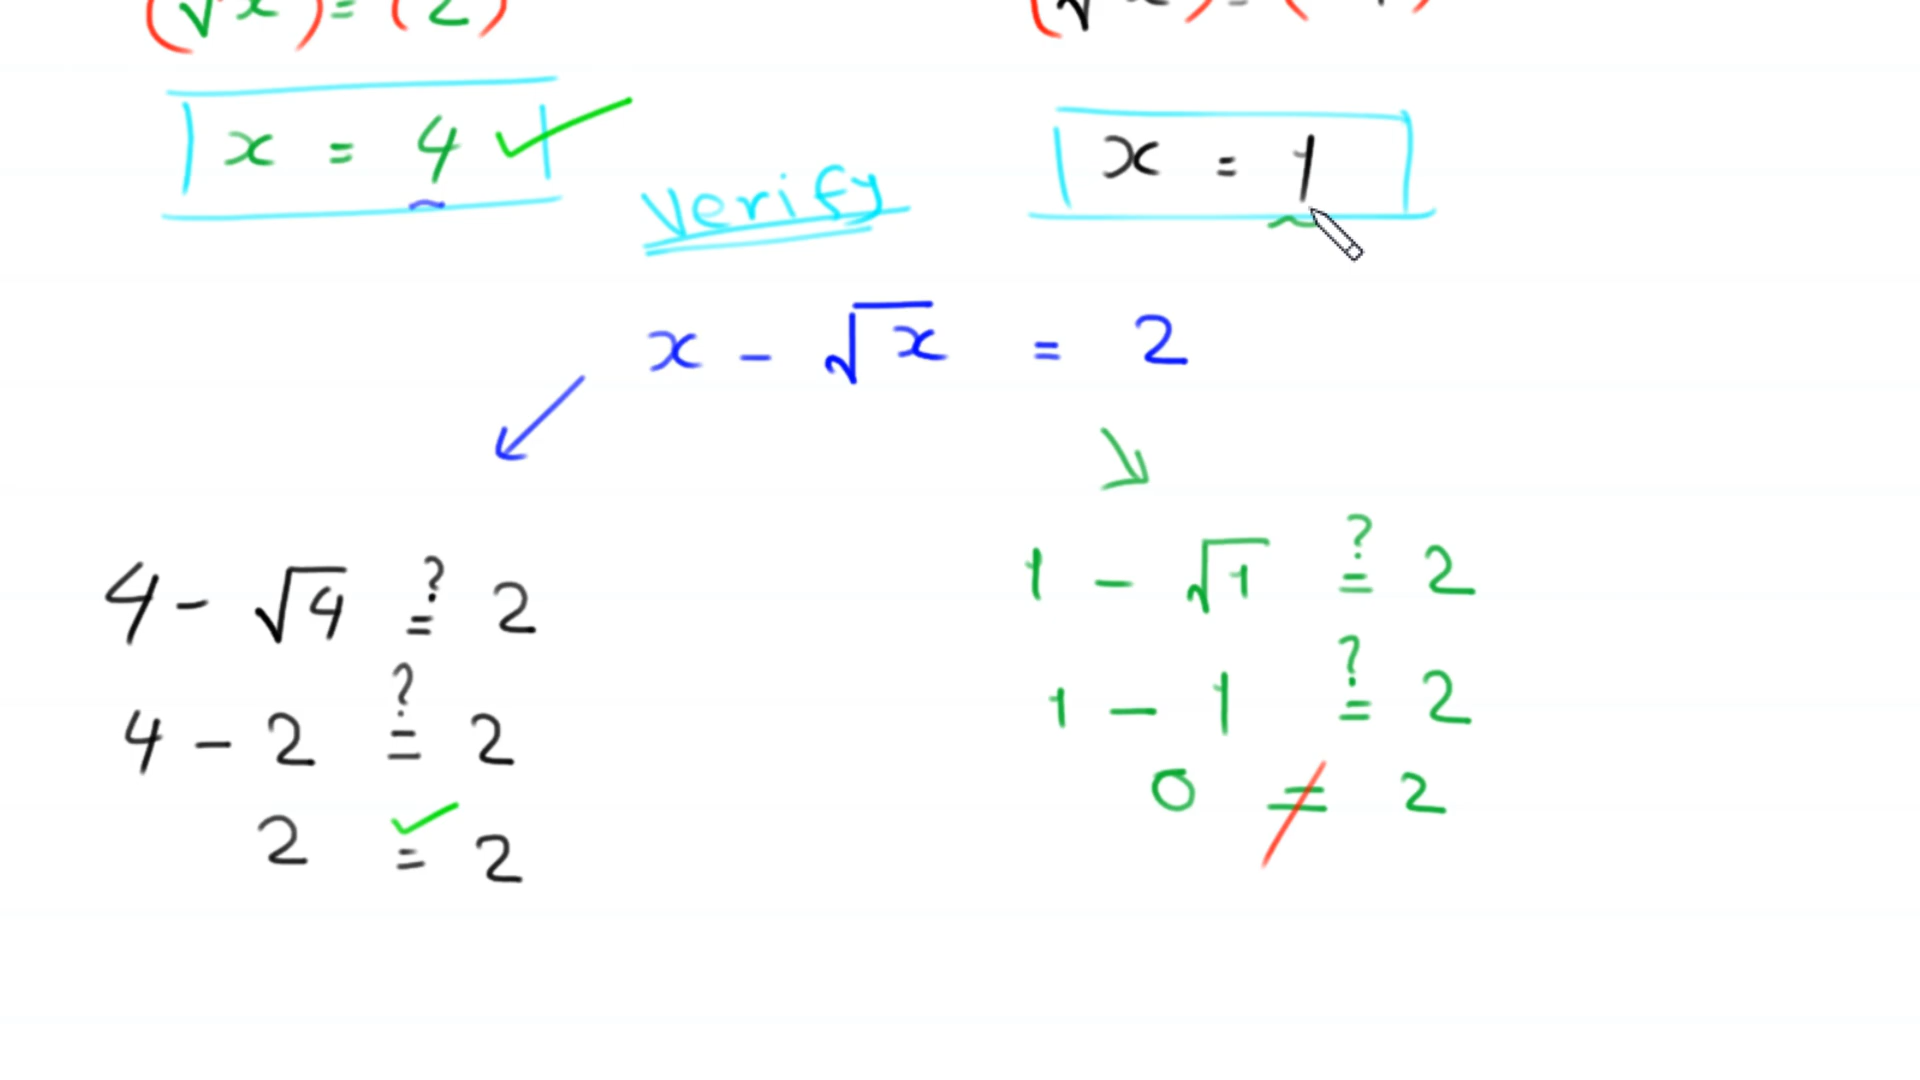 (√x) = (2)
x = 4 ✓
x = 1
verify
x - √x = 2
4 - √4 ≟ 2
4 - 2 ≟ 2
2 = 2 ✓
1 - √1 ≟ 2
1 - 1 ≟ 2
0 ≠ 2